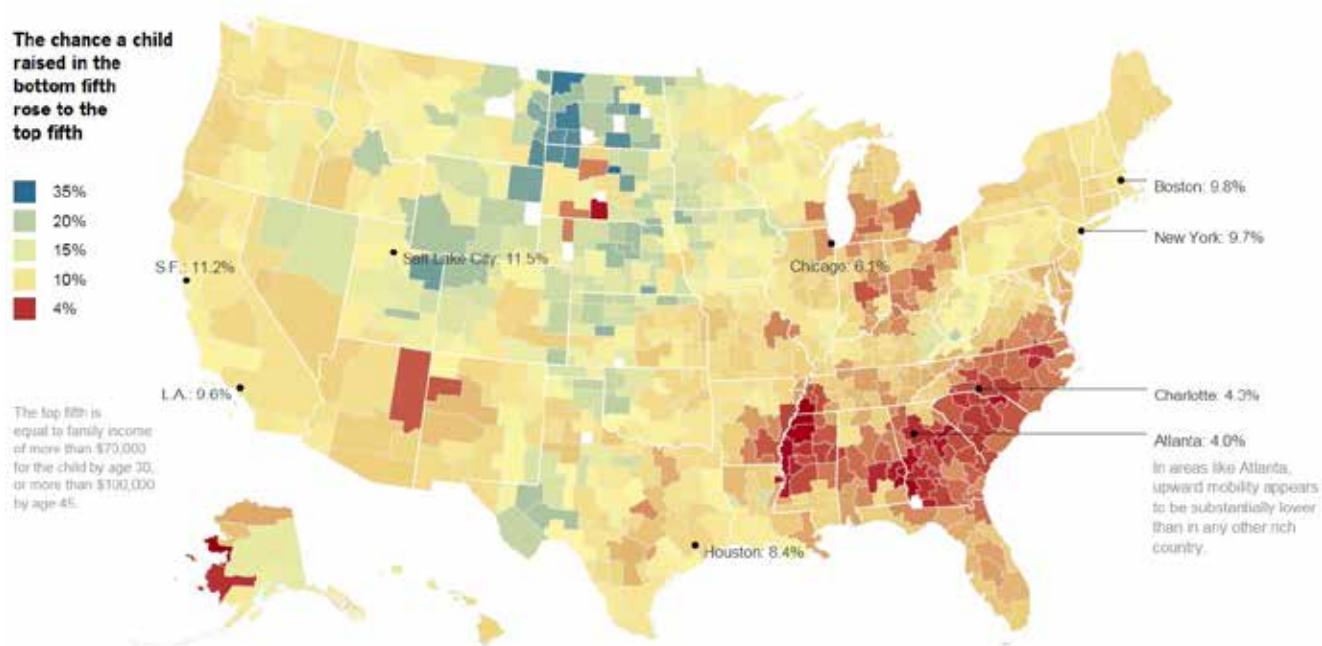 The chance a child
raised in the
bottom fifth
rose to the
top fifth
35%
20%
15%
10%
4%
S.F.: 11.2%
Salt Lake City: 11.5%
L.A.: 9.6%
Chicago: 6.1%
Boston: 9.8%
New York: 9.7%
Charlotte: 4.3%
Atlanta: 4.0%
In areas like Atlanta,
upward mobility appears
to be substantially lower
than in any other rich
country.
Houston: 8.4%
The top fifth is
equal to family income
of more than $70,000
for the child by age 30,
or more than $100,000
by age 45.